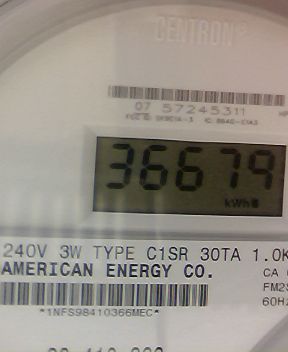 CENTRON®
07 57245311
36679
kWh
240V 3W TYPE C1SR 30TA 1.0K
AMERICAN ENERGY CO.
CA
FM2S
60Hz
*1NFS98410366MEC*